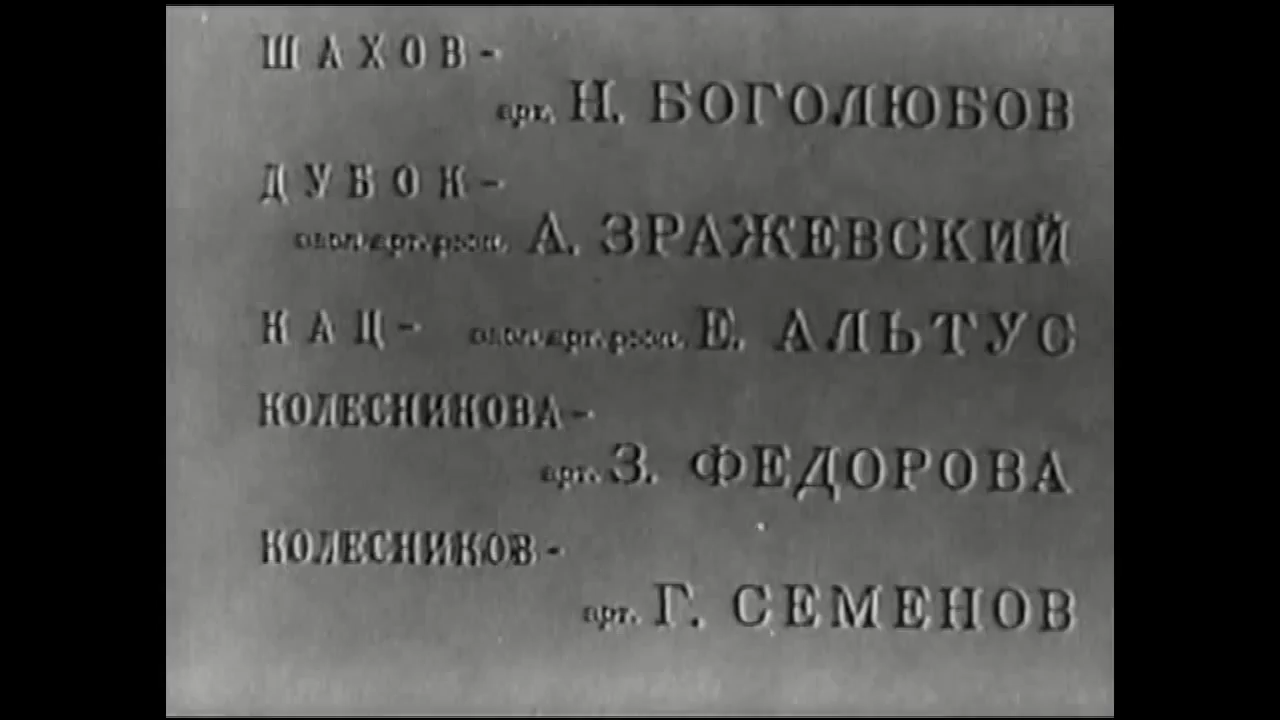 ШАХОВ-
арт. Н. БОГОЛЮБОВ
ДУБОК-
А. ЗРАЖЕВСКИЙ
КАЦ- Е. АЛЬТУС
КОЛЕСНИКОВА-
арт. З. ФЕДОРОВА
КОЛЕСНИКОВ-
арт. Г. СЕМЕНОВ